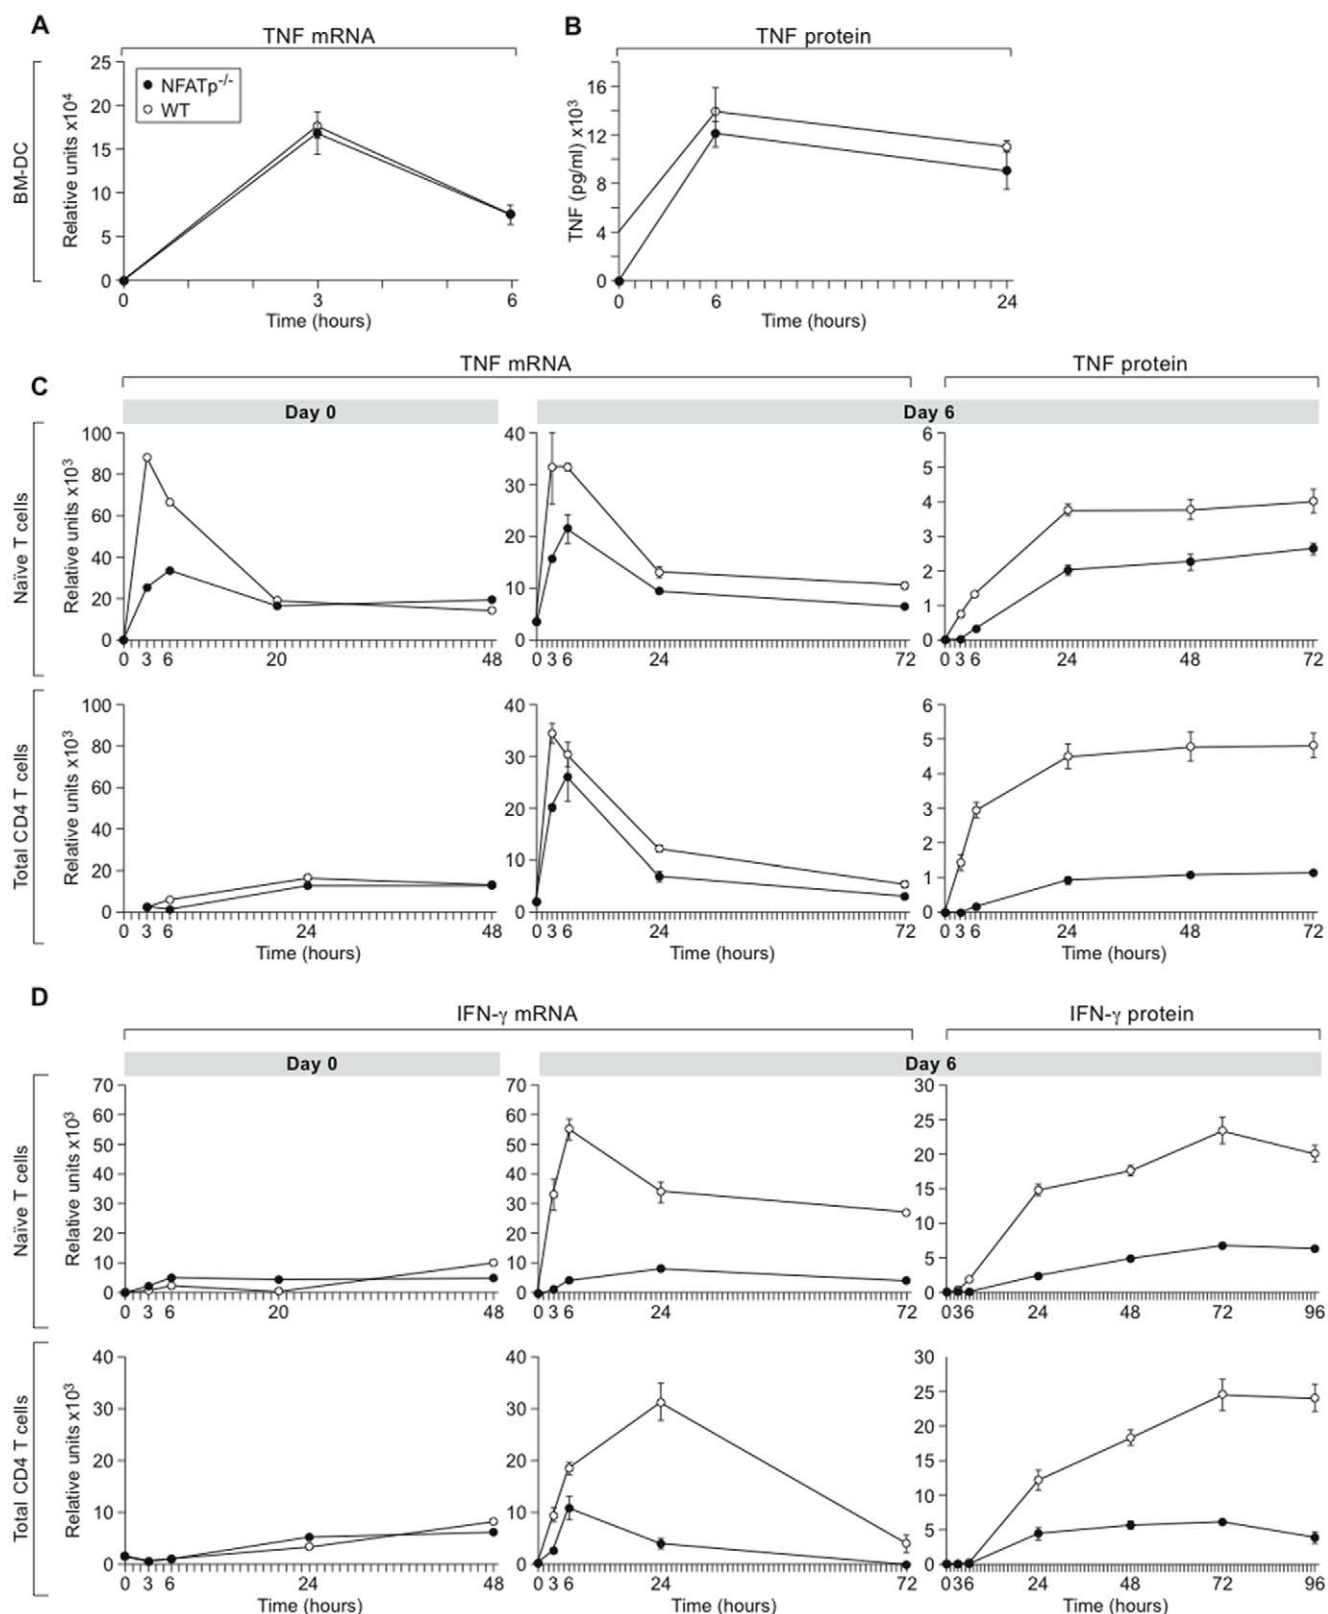 A
TNF mRNA
BM-DC
Relative units x10⁴
25
20
15
10
5
0
NFATp-/-
WT
0 3 6
Time (hours)
B
TNF protein
TNF (pg/ml) x10³
16
12
8
4
0
0 6 24
Time (hours)
C
TNF mRNA
TNF protein
Day 0
Day 6
Naïve T cells
Relative units x10³
100
80
60
40
20
0
0 3 6 20 48
40
30
20
10
0
0 3 6 24 72
6
5
4
3
2
1
0
0 3 6 24 48 72
Total CD4 T cells
Relative units x10³
100
80
60
40
20
0
0 3 6 24 48
Time (hours)
40
30
20
10
0
0 3 6 24 72
Time (hours)
6
5
4
3
2
1
0
0 3 6 24 48 72
Time (hours)
D
IFN-γ mRNA
IFN-γ protein
Day 0
Day 6
Naïve T cells
Relative units x10³
70
60
50
40
30
20
10
0
0 3 6 20 48
70
60
50
40
30
20
10
0
0 3 6 24 72
30
25
20
15
10
5
0
0 3 6 24 48 72 96
Total CD4 T cells
Relative units x10³
40
30
20
10
0
0 3 6 24 48
Time (hours)
40
30
20
10
0
0 3 6 24 72
Time (hours)
30
25
20
15
10
5
0
0 3 6 24 48 72 96
Time (hours)